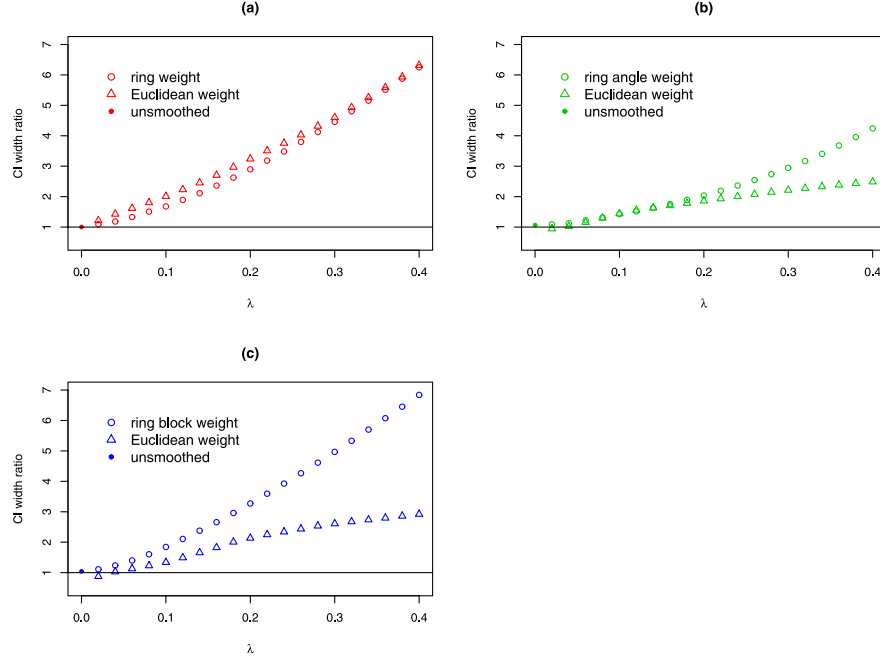 (a)
CI width ratio
7
6
5
4
3
2
1
ring weight
Euclidean weight
unsmoothed
0.0 0.1 0.2 0.3 0.4
λ
(b)
CI width ratio
7
6
5
4
3
2
1
ring angle weight
Euclidean weight
unsmoothed
0.0 0.1 0.2 0.3 0.4
λ
(c)
CI width ratio
7
6
5
4
3
2
1
ring block weight
Euclidean weight
unsmoothed
0.0 0.1 0.2 0.3 0.4
λ